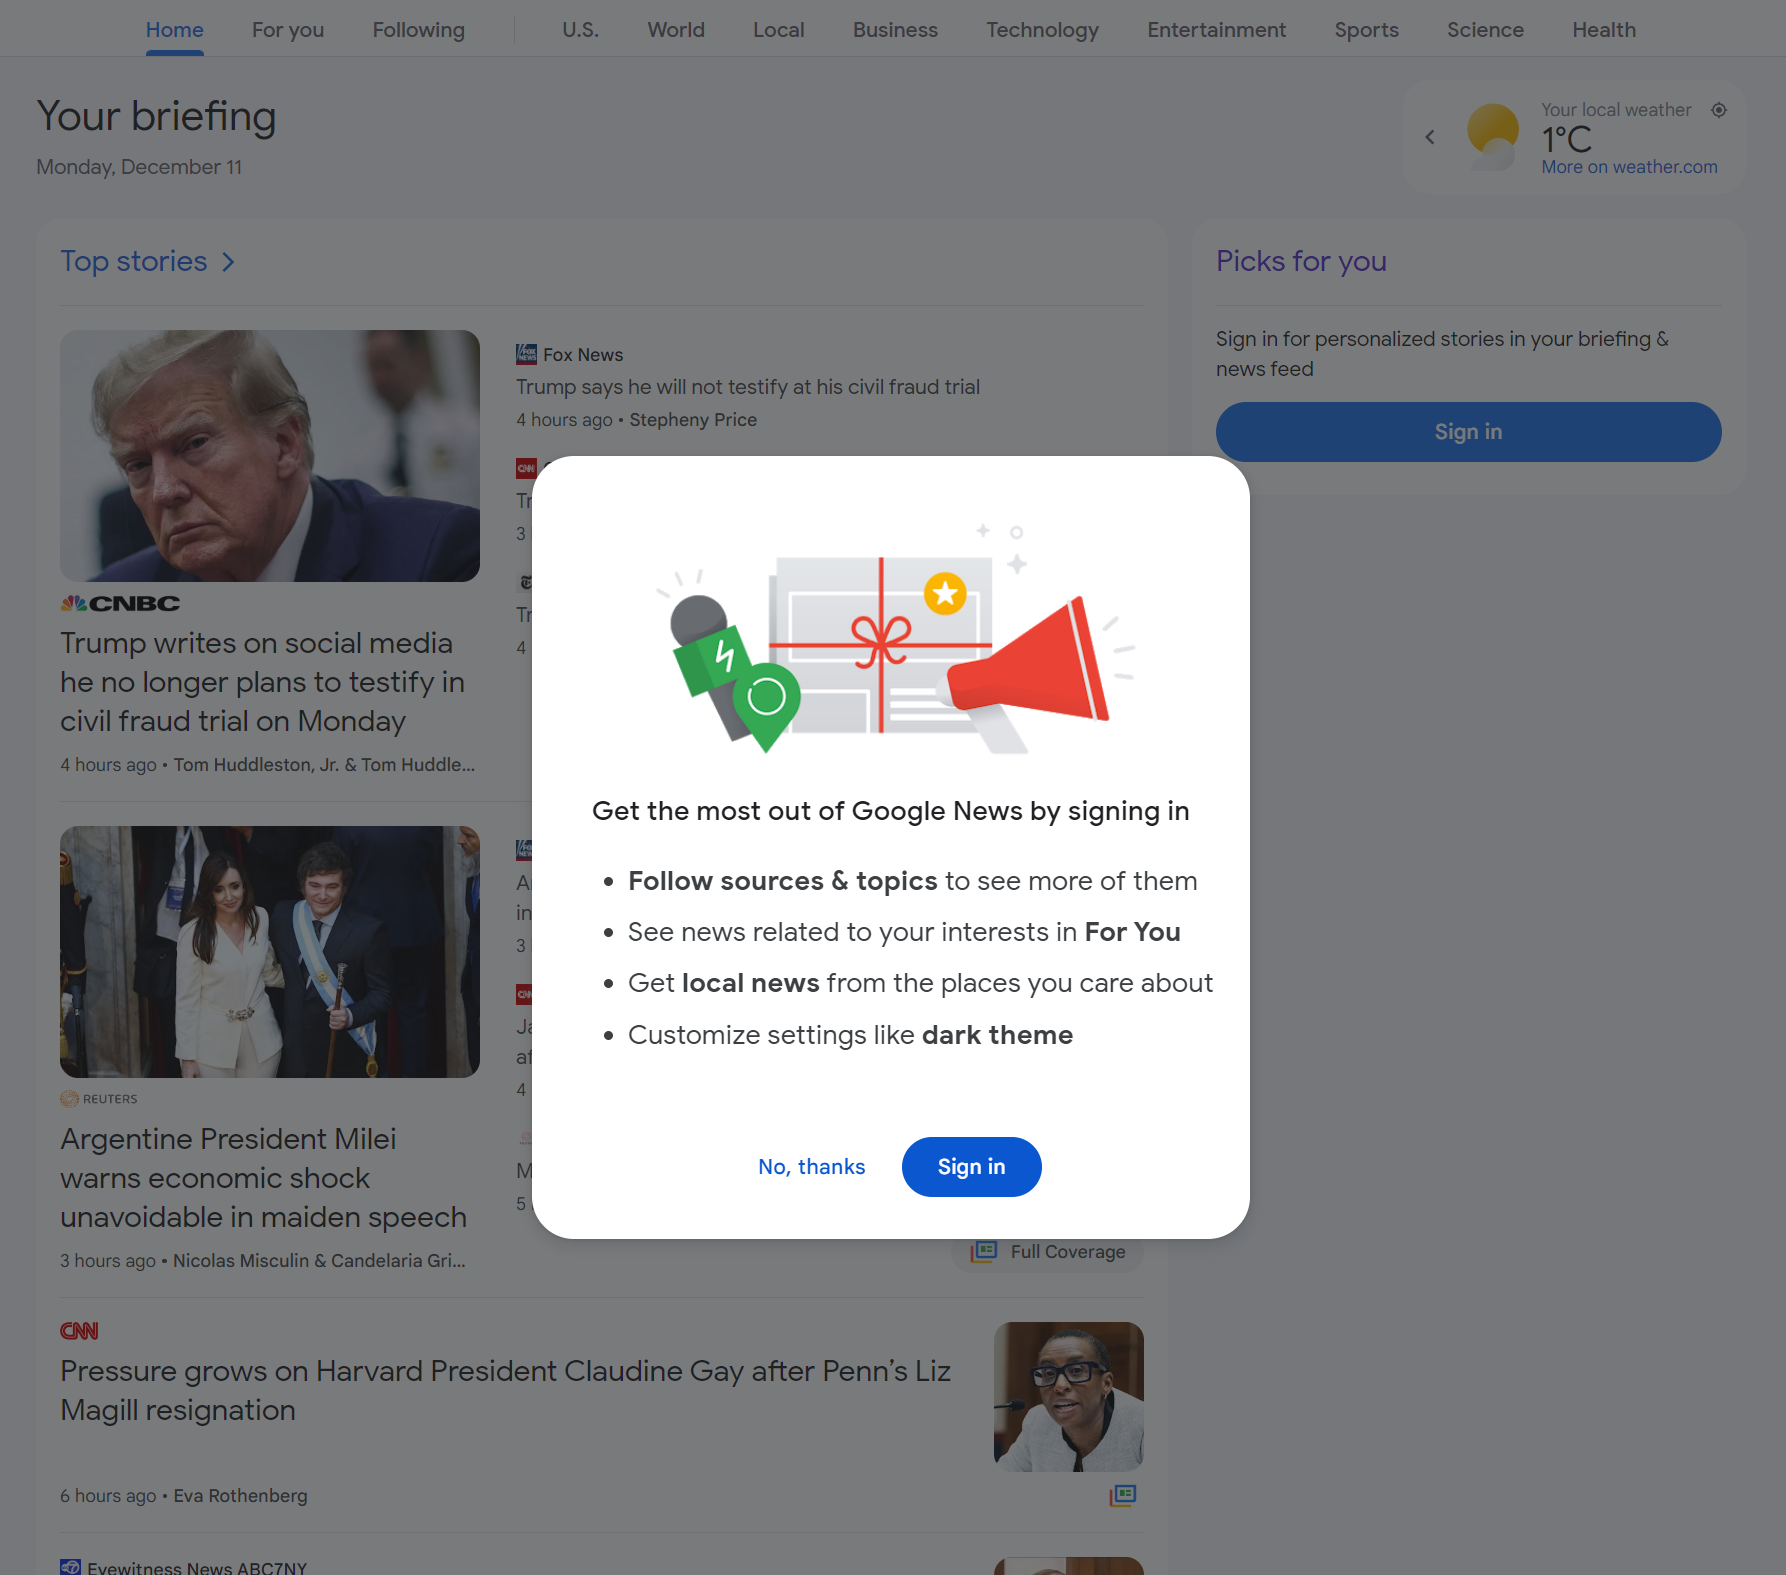 Home For you Following U.S. World Local Business Technology Entertainment Sports Science Health
Your briefing
Monday, December 11
Your local weather
1°C
More on weather.com
Top stories
Picks for you
Sign in for personalized stories in your briefing &
news feed
Sign in
CNBC
Trump writes on social media
he no longer plans to testify in
civil fraud trial on Monday
4 hours ago • Tom Huddleston, Jr. & Tom Huddle...
FOX NEWS
Fox News
Trump says he will not testify at his civil fraud trial
4 hours ago • Stepheny Price
CNN
3
4
Get the most out of Google News by signing in
• Follow sources & topics to see more of them
• See news related to your interests in For You
• Get local news from the places you care about
• Customize settings like dark theme
No, thanks
Sign in
REUTERS
Argentine President Milei
warns economic shock
unavoidable in maiden speech
3 hours ago • Nicolas Misculin & Candelaria Gri...
in
3
4
5
Full Coverage
CNN
Pressure grows on Harvard President Claudine Gay after Penn's Liz
Magill resignation
6 hours ago • Eva Rothenberg
Eyewitness News ABC7NY